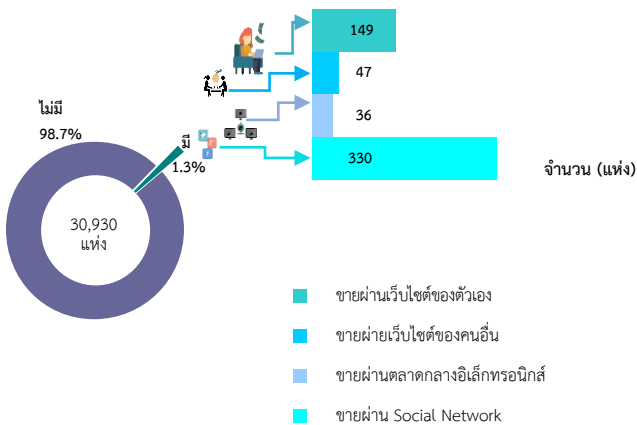 149
47
36
330
จำนวน (แห่ง)
ไม่มี
98.7%
มี
1.3%
30,930
แห่ง
ขายผ่านเว็บไซต์ของตัวเอง
ขายผ่ายเว็บไซต์ของคนอื่น
ขายผ่านตลาดกลางอิเล็กทรอนิกส์
ขายผ่าน Social Network